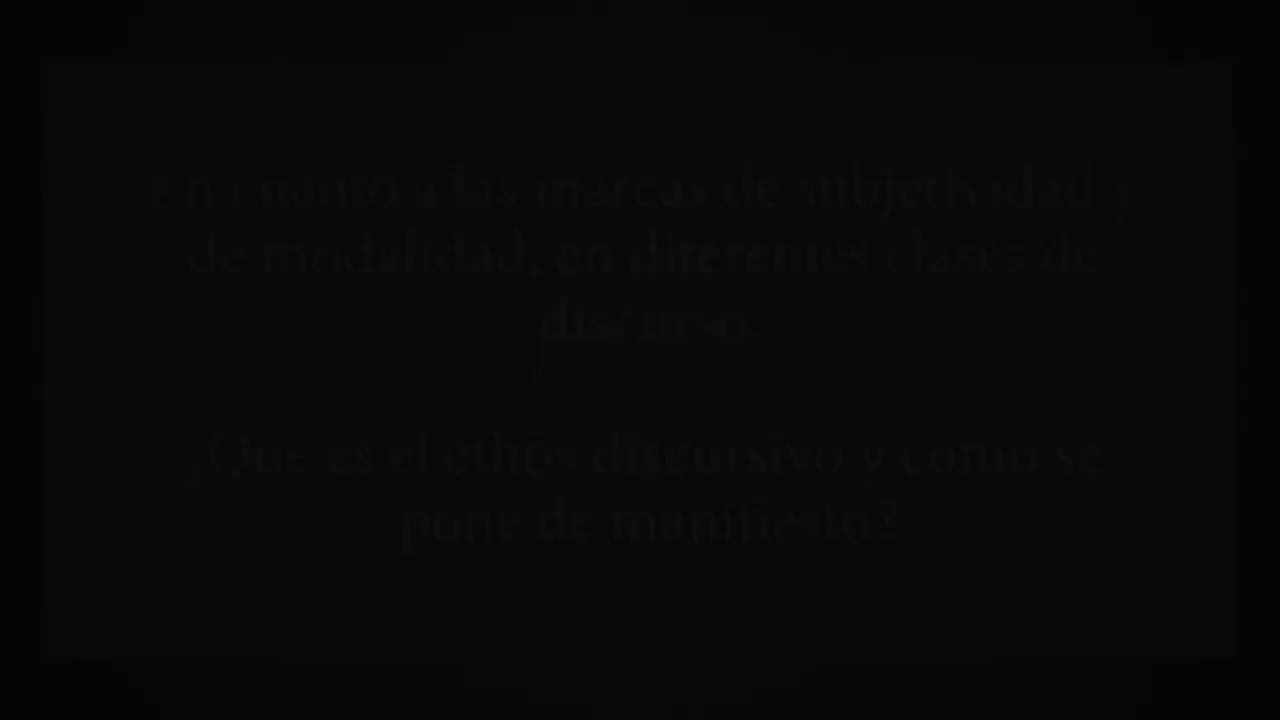 En cuanto a las marcas de subjetividad y
de modalidad, en diferentes clases de
discurso.
¿Qué es el ethos discursivo y cómo se
pone de manifiesto?